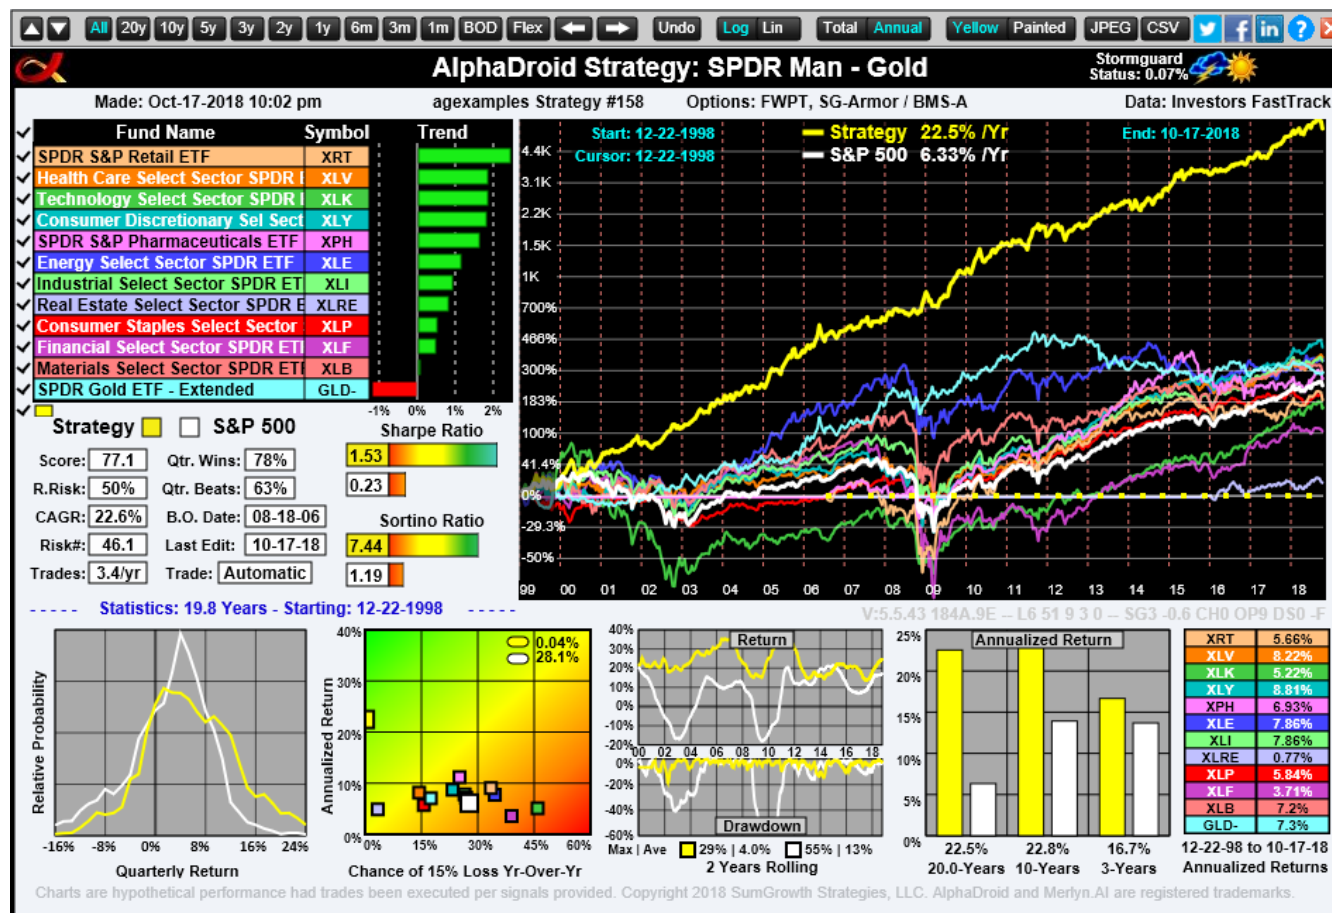 All 20y 10y 5y 3y 2y 1y 6m 3m 1m BOD Flex Undo Log Lin Total Annual Yellow Painted JPEG CSV
AlphaDroid Strategy: SPDR Man - Gold
Stormguard
Status: 0.07%
Made: Oct-17-2018 10:02 pm agexamples Strategy #158 Options: FWPT, SG-Armor / BMS-A Data: Investors FastTrack
Fund Name Symbol Trend
SPDR S&P Retail ETF XRT
Health Care Select Sector SPDR E XLV
Technology Select Sector SPDR I XLK
Consumer Discretionary Sel Sect XLY
SPDR S&P Pharmaceuticals ETF XPH
Energy Select Sector SPDR ETF XLE
Industrial Select Sector SPDR ET XLI
Real Estate Select Sector SPDR E XLRE
Consumer Staples Select Sector XLP
Financial Select Sector SPDR ETI XLF
Materials Select Sector SPDR ETI XLB
SPDR Gold ETF - Extended GLD-
-1% 0% 1% 2%
Start: 12-22-1998 Strategy 22.5% /Yr End: 10-17-2018
Cursor: 12-22-1998 S&P 500 6.33% /Yr
4.4K
3.1K
2.2K
1.5K
1K
700%
466%
300%
183%
100%
41.4%
0%
-29.3%
-50%
99 00 01 02 03 04 05 06 07 08 09 10 11 12 13 14 15 16 17 18
Strategy S&P 500
Score: 77.1 Qtr. Wins: 78%
R.Risk: 50% Qtr. Beats: 63%
CAGR: 22.6% B.O. Date: 08-18-06
Risk#: 46.1 Last Edit: 10-17-18
Trades: 3.4/yr Trade: Automatic
Sharpe Ratio
1.53
0.23
Sortino Ratio
7.44
1.19
- - - - - Statistics: 19.8 Years - Starting: 12-22-1998 - - - - -
V:5.5.43 184A.9E -- L6 51 9 3 0 -- SG3 -0.6 CH0 OP9 DS0 -F
Relative Probability
-16% -8% 0% 8% 16% 24%
Quarterly Return
Annualized Return
40%
30%
20%
10%
0%
0.04%
28.1%
0% 15% 30% 45% 60%
Chance of 15% Loss Yr-Over-Yr
Return
40%
30%
20%
10%
0%
-10%
-20%
00 02 04 06 08 10 12 14 16 18
0%
-20%
-40%
-60%
Drawdown
Max | Ave 29% | 4.0% 55% | 13%
2 Years Rolling
Annualized Return
25%
20%
15%
10%
5%
0%
22.5% 22.8% 16.7%
20.0-Years 10-Years 3-Years
XRT 5.66%
XLV 8.22%
XLK 5.22%
XLY 8.81%
XPH 6.93%
XLE 7.86%
XLI 7.86%
XLRE 0.77%
XLP 5.84%
XLF 3.71%
XLB 7.2%
GLD- 7.3%
12-22-98 to 10-17-18
Annualized Returns
Charts are hypothetical performance had trades been executed per signals provided. Copyright 2018 SumGrowth Strategies, LLC. AlphaDroid and Merlyn.AI are registered trademarks.